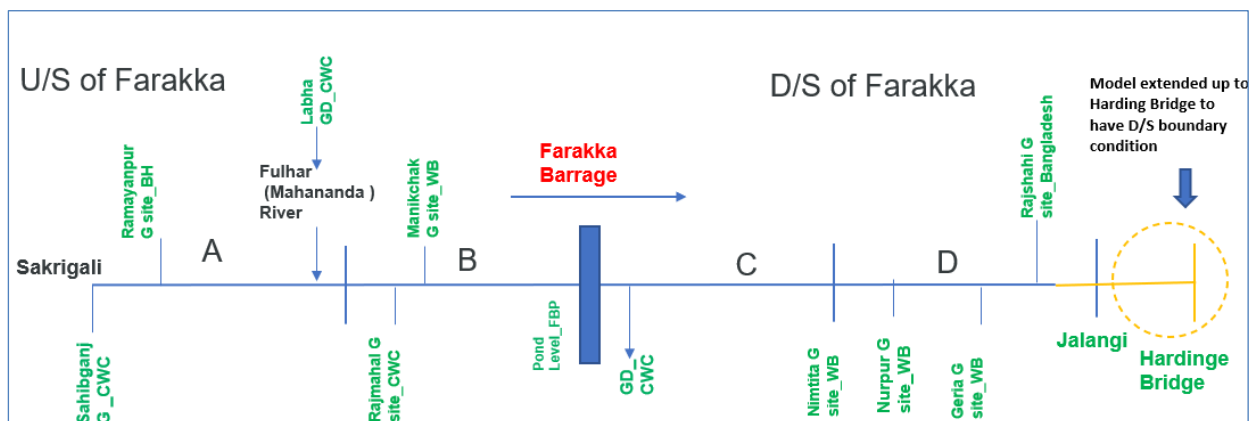 U/S of Farakka
D/S of Farakka
Model extended up to
Harding Bridge to
have D/S boundary
condition
Labha
GD_CWC
Farakka
Barrage
Ramayanpur
G site_BH
Fulhar
(Mahananda )
River
Manikchak
G site_WB
Rajshahi G
site_Bangladesh
Sakrigali
A
B
C
D
Sahibganj
G _CWC
Rajmahal G
site_CWC
Pond
Level_FBP
GD_
CWC
Nimtita G
site_WB
Nurpur G
site_WB
Geria G
site_WB
Jalangi
Hardinge
Bridge